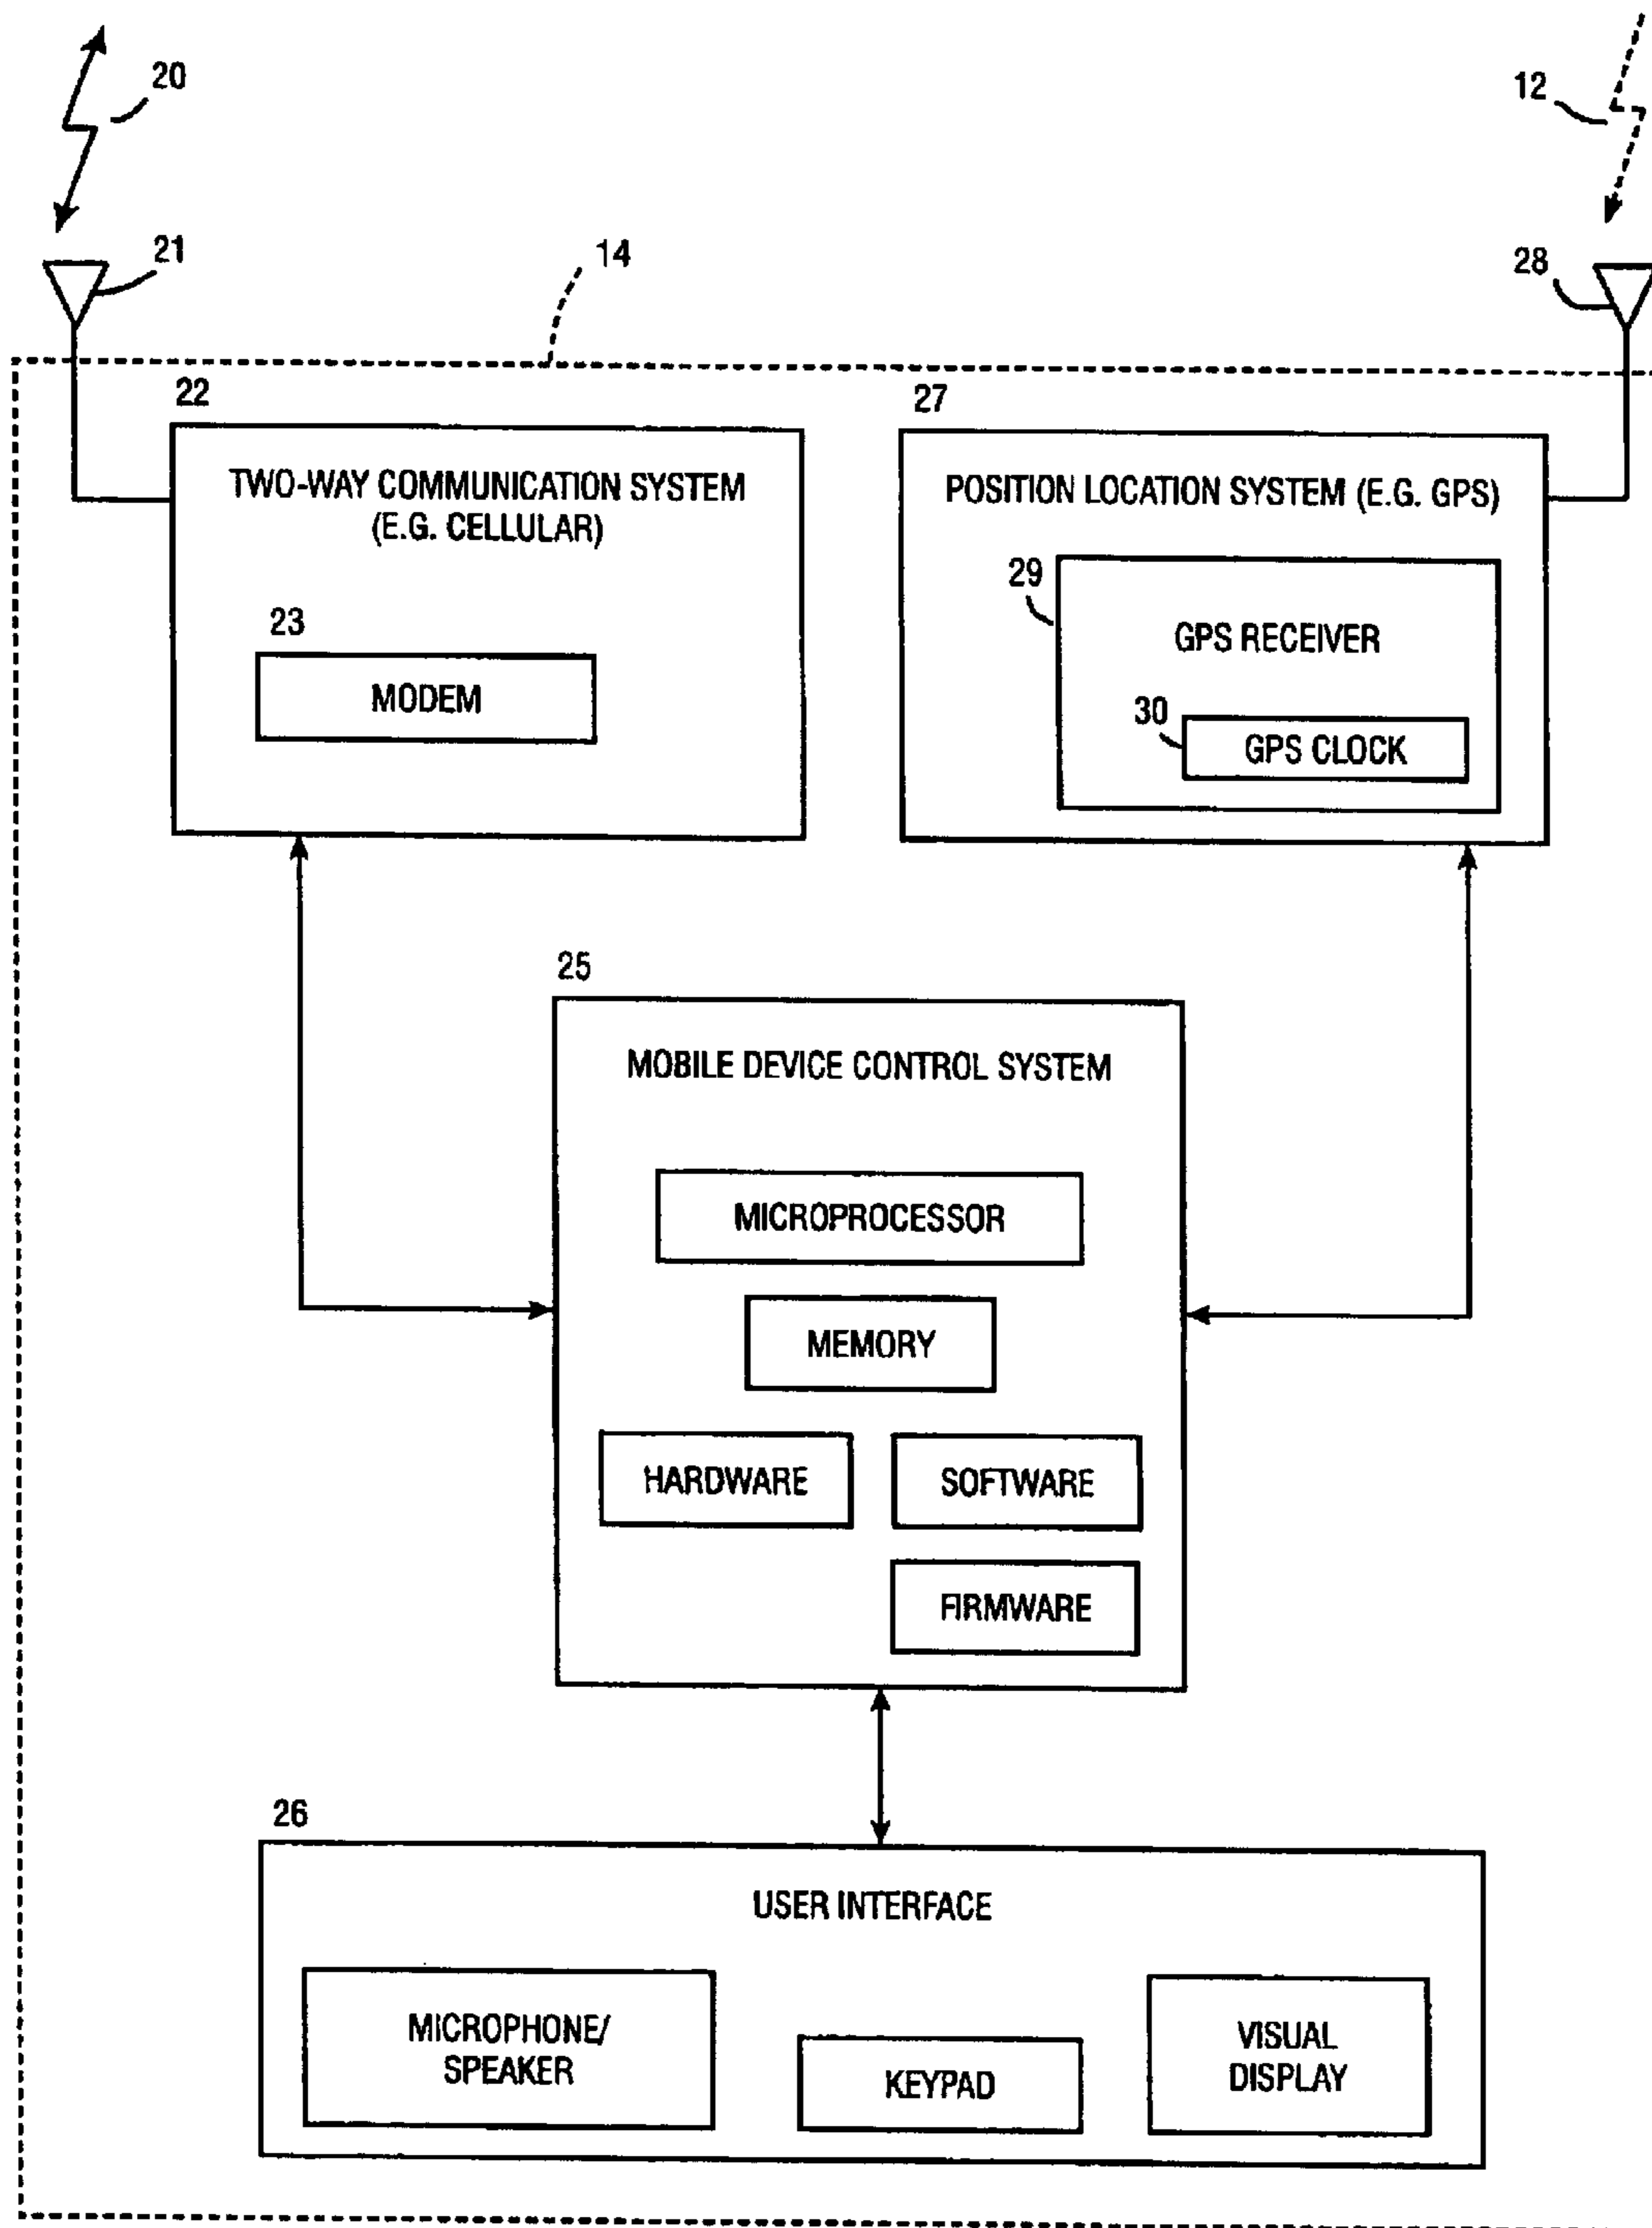 20
12
21
14
28
22
27
TWO-WAY COMMUNICATION SYSTEM
(E.G. CELLULAR)
POSITION LOCATION SYSTEM (E.G. GPS)
29
GPS RECEIVER
23
MODEM
30
GPS CLOCK
25
MOBILE DEVICE CONTROL SYSTEM
MICROPROCESSOR
MEMORY
HARDWARE
SOFTWARE
FIRMWARE
26
USER INTERFACE
MICROPHONE/
SPEAKER
KEYPAD
VISUAL
DISPLAY